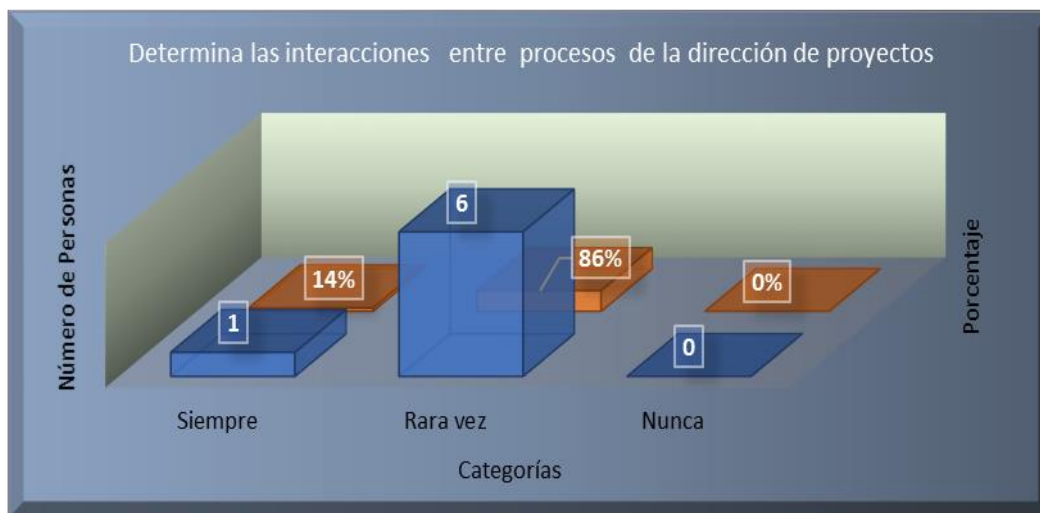 Determina las interacciones entre procesos de la dirección de proyectos
Número de Personas
6
86%
14%
0%
1
0
Porcentaje
Siempre
Rara vez
Nunca
Categorías